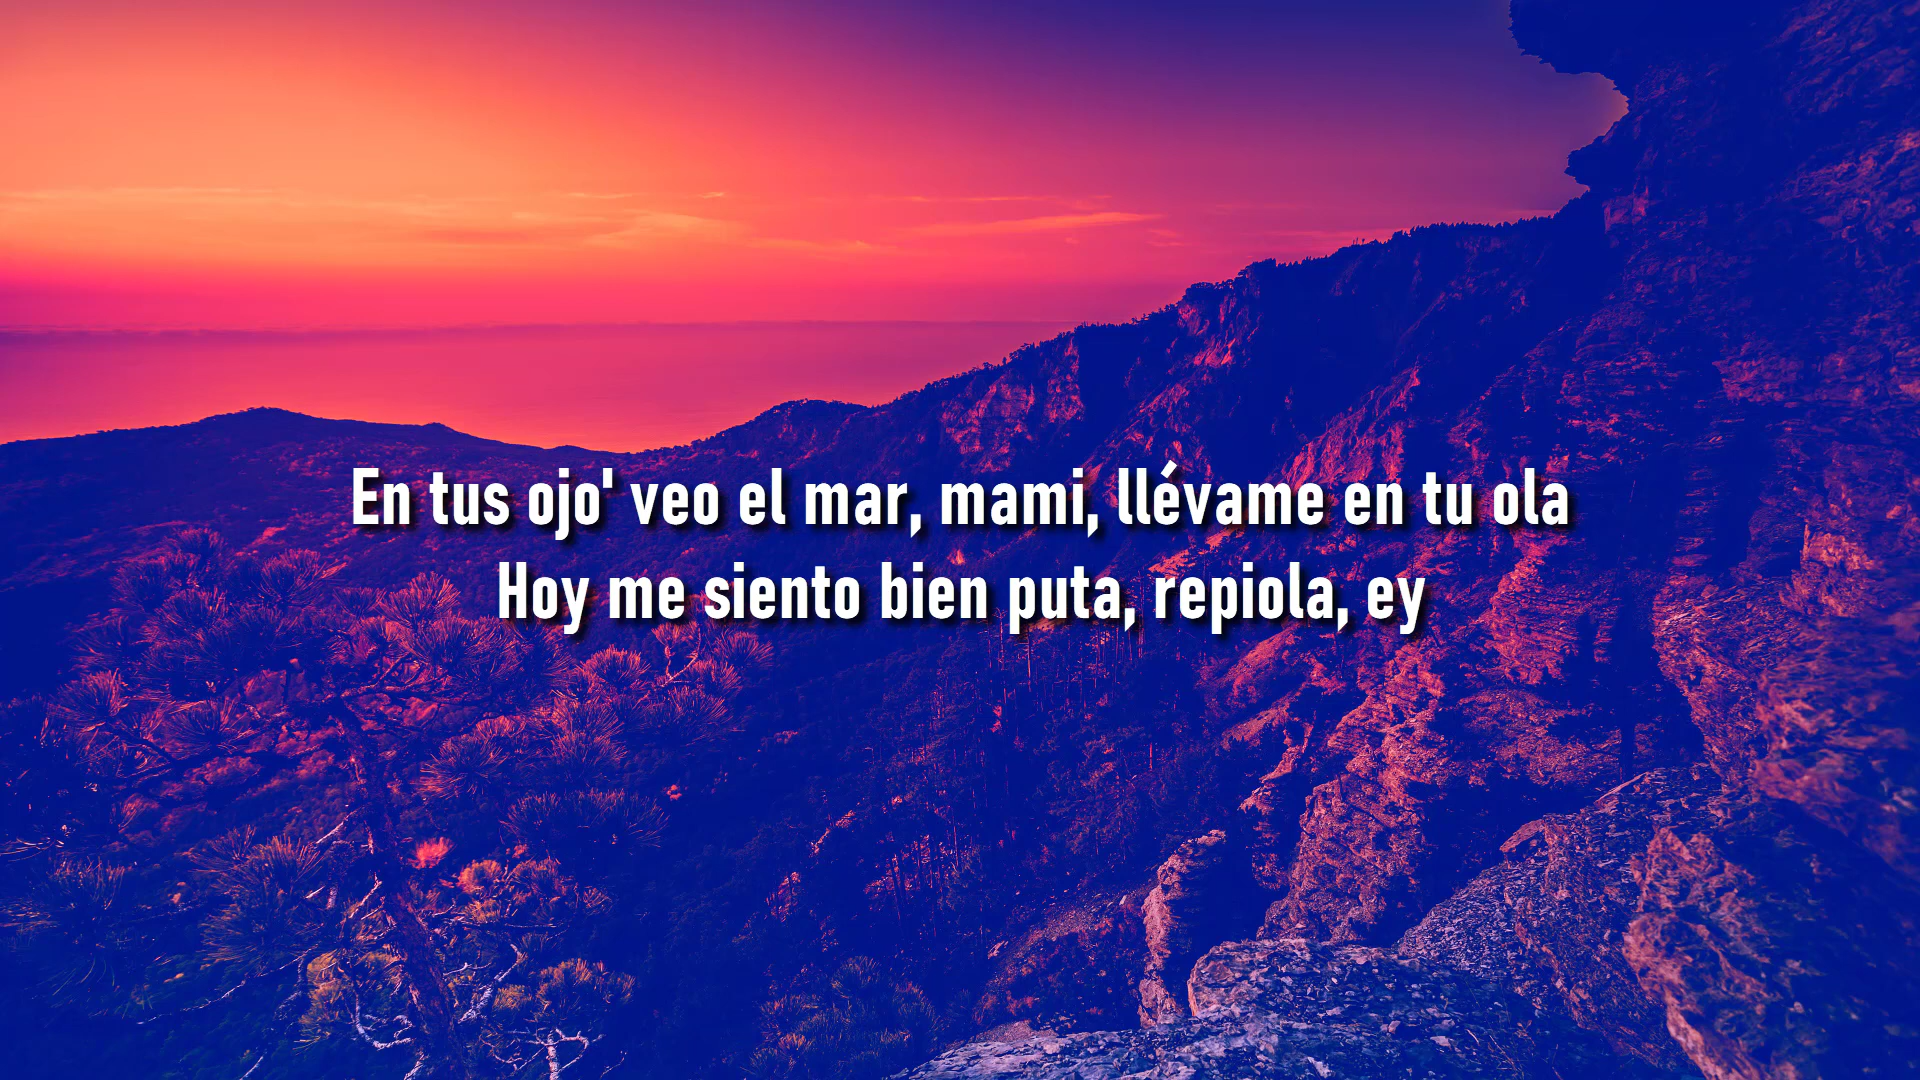 En tus ojo' veo el mar, mami, llévame en tu ola
Hoy me siento bien puta, repiola, ey